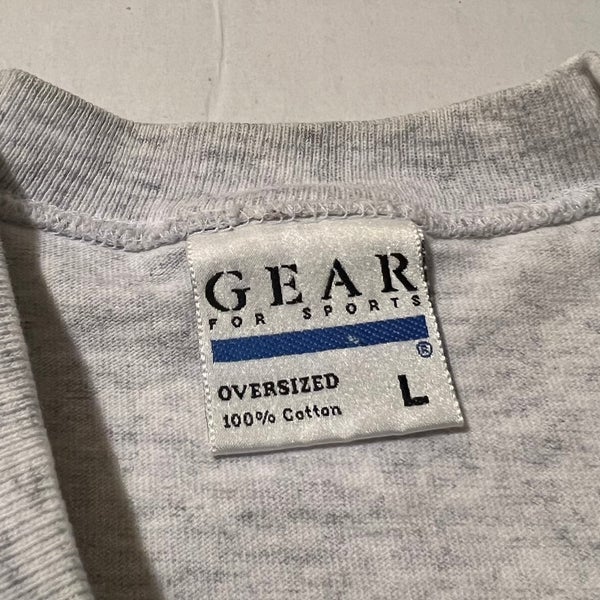 GEAR
FOR SPORTS
®
OVERSIZED
100% Cotton
L